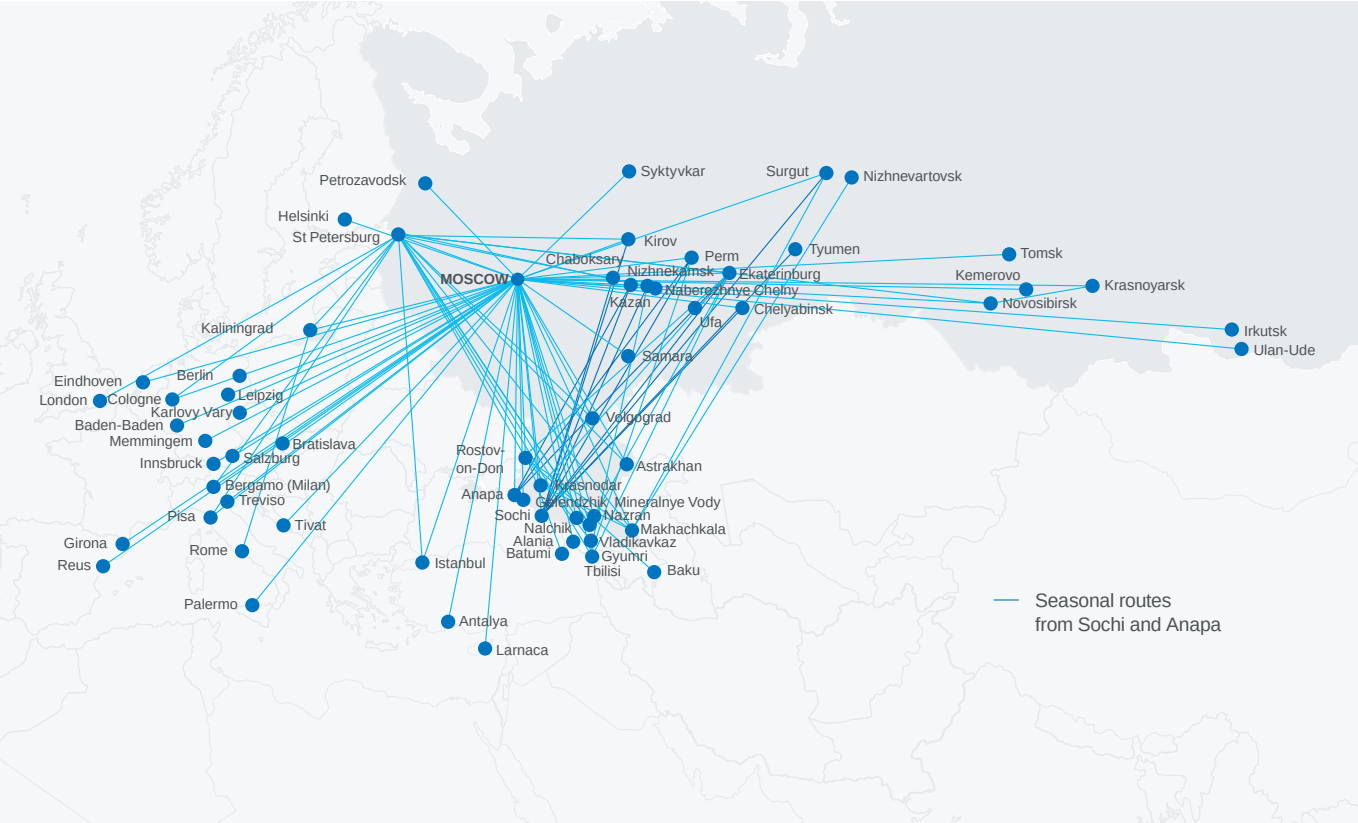 Syktyvkar
Surgut
Nizhnevartovsk
Petrozavodsk
Helsinki
St Petersburg
Kirov
Tyumen
Perm
Tomsk
Chaboksary
Nizhnekamsk
Ekaterinburg
Kemerovo
MOSCOW
Krasnoyarsk
Naberezhnye Chelny
Kazan
Novosibirsk
Chelyabinsk
Ufa
Kaliningrad
Irkutsk
Ulan-Ude
Samara
Berlin
Eindhoven
Leipzig
London
Cologne
Karlovy Vary
Volgograd
Baden-Baden
Memmingem
Bratislava
Rostov-
on-Don
Salzburg
Innsbruck
Astrakhan
Bergamo (Milan)
Krasnodar
Anapa
Treviso
Gelendzhik
Mineralnye Vody
Pisa
Sochi
Nazran
Tivat
Nalchik
Makhachkala
Alania
Vladikavkaz
Girona
Rome
Batumi
Gyumri
Reus
Istanbul
Tbilisi
Baku
Palermo
Seasonal routes
from Sochi and Anapa
Antalya
Larnaca